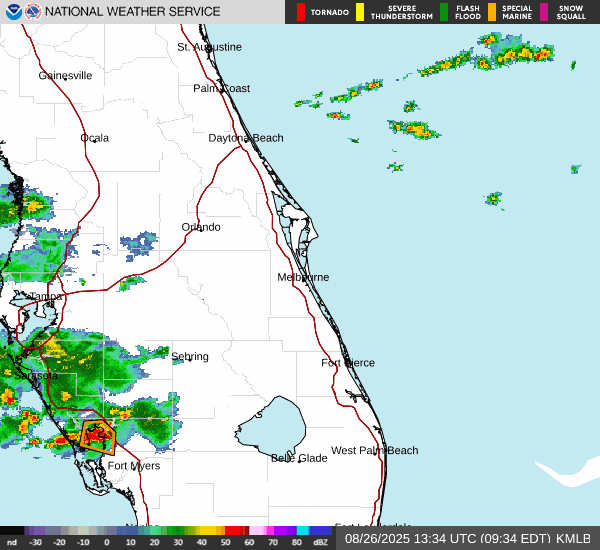 NATIONAL WEATHER SERVICE
TORNADO
SEVERE THUNDERSTORM
FLASH FLOOD
SPECIAL MARINE
SNOW SQUALL
St. Augustine
Gainesville
Palm Coast
Ocala
Daytona Beach
Orlando
Melbourne
Tampa
Sebring
Fort Pierce
Sarasota
West Palm Beach
Belle Glade
Fort Myers
Fort Lauderdale
nd -30 -20 -10 0 10 20 30 40 50 60 70 80 dBZ
08/26/2025 13:34 UTC (09:34 EDT) KMLB